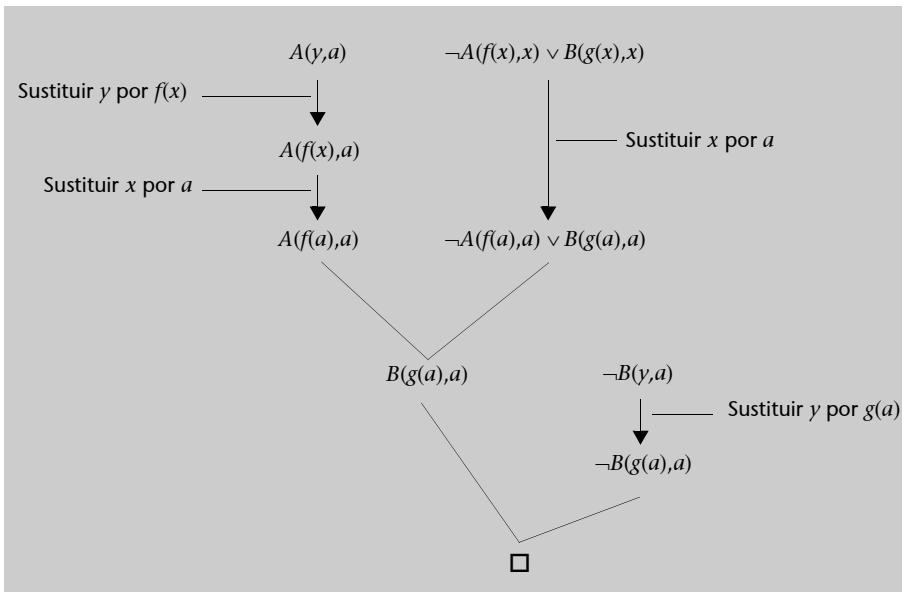 A(y,a) ¬A(f(x),x) ∨ B(g(x),x)
Sustituir y por f(x)
Sustituir x por a
A(f(x),a)
Sustituir x por a
A(f(a),a) ¬A(f(a),a) ∨ B(g(a),a)
B(g(a),a) ¬B(y,a)
Sustituir y por g(a)
¬B(g(a),a)
□